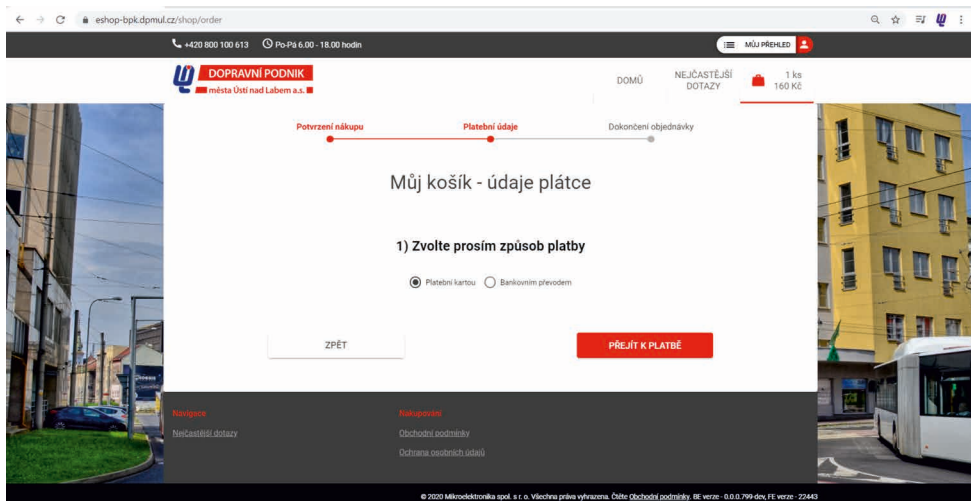 eshop-bpk.dpmul.cz/shop/order
+420 800 100 613 Po-Pá 6.00 - 18.00 hodin
MŮJ PŘEHLED
DOPRAVNÍ PODNIK
města Ústí nad Labem a.s.
DOMŮ
NEJČASTĚJŠÍ
DOTAZY
1 ks
160 Kč
Potvrzení nákupu
Platební údaje
Dokončení objednávky
Můj košík - údaje plátce
1) Zvolte prosím způsob platby
Platební kartou
Bankovním převodem
ZPĚT
PŘEJÍT K PLATBĚ
Navigace
Nejčastější dotazy
Nakupování
Obchodní podmínky
Ochrana osobních údajů
© 2020 Mikroelektronika spol. s r. o. Všechna práva vyhrazena. Čtěte Obchodní podmínky. BE verze - 0.0.0.799-dev, FE verze - 22443